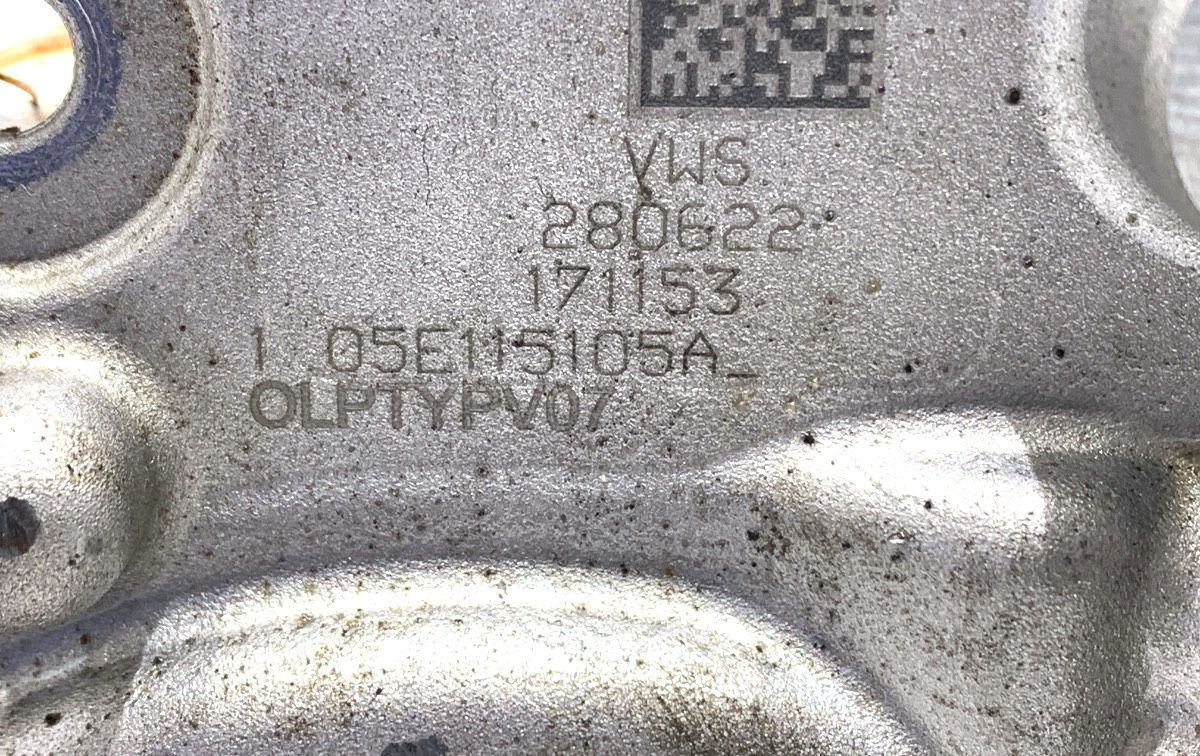 VWS
280622
171153
1 05E115105A_
OLPTYPV07